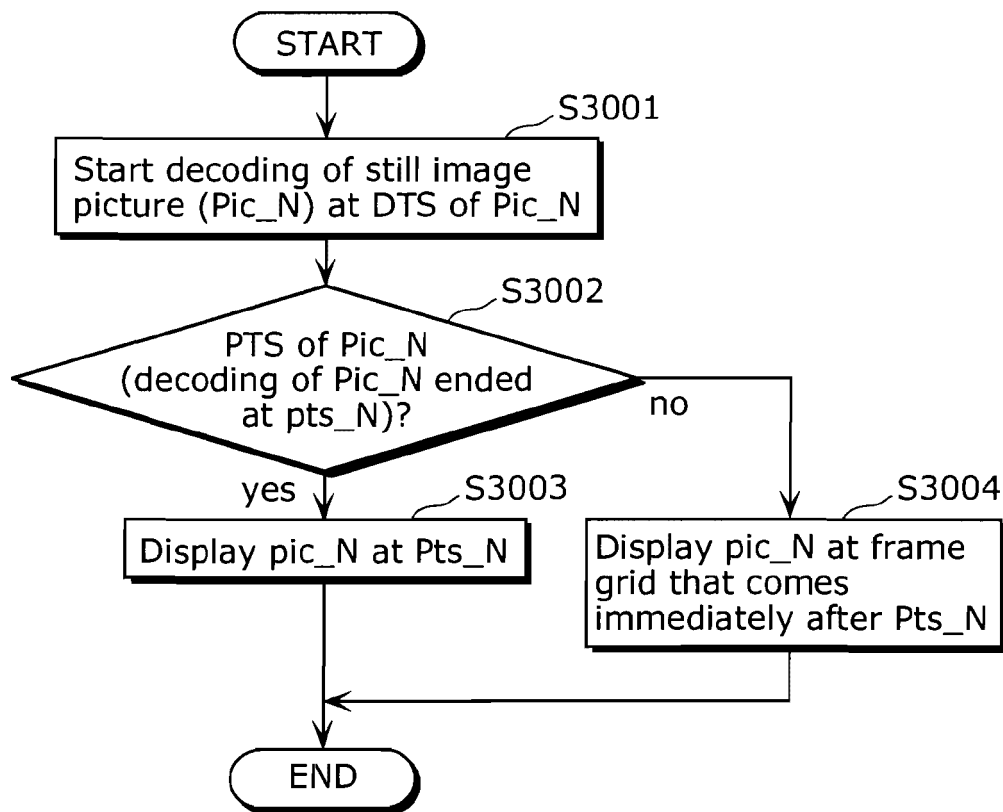 START
S3001
Start decoding of still image
picture (Pic_N) at DTS of Pic_N
S3002
PTS of Pic_N
(decoding of Pic_N ended
at pts_N)?
no
yes
S3003
Display pic_N at Pts_N
S3004
Display pic_N at frame
grid that comes
immediately after Pts_N
END